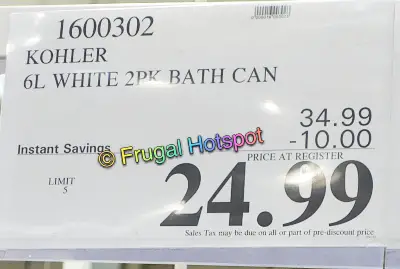 1600302
KOHLER
6L WHITE 2PK BATH CAN
34.99
Instant Savings -10.00
© Frugal Hotspot
PRICE AT REGISTER
LIMIT
5
24.99
Sales Tax may be due on all or part of pre-discount price